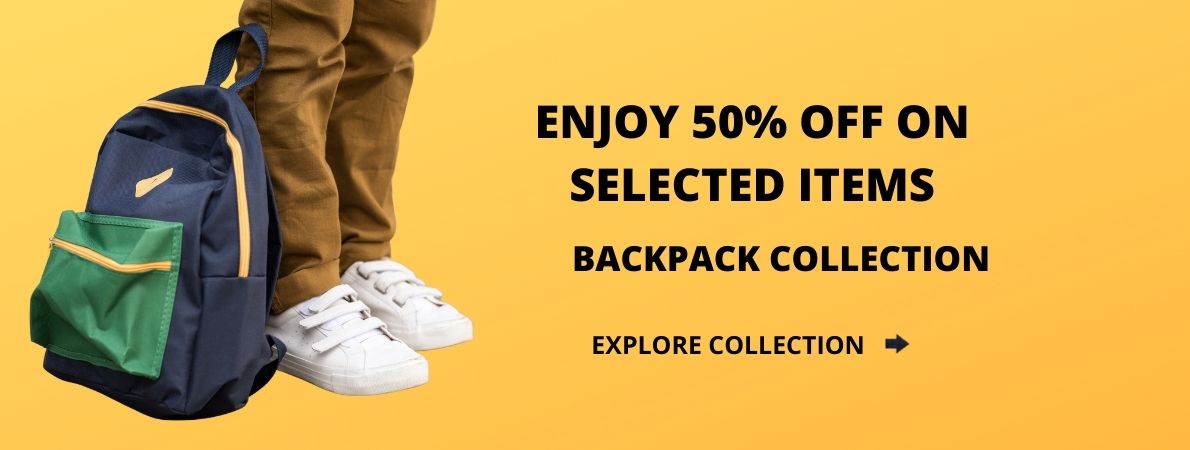 ENJOY 50% OFF ON
SELECTED ITEMS
BACKPACK COLLECTION
EXPLORE COLLECTION